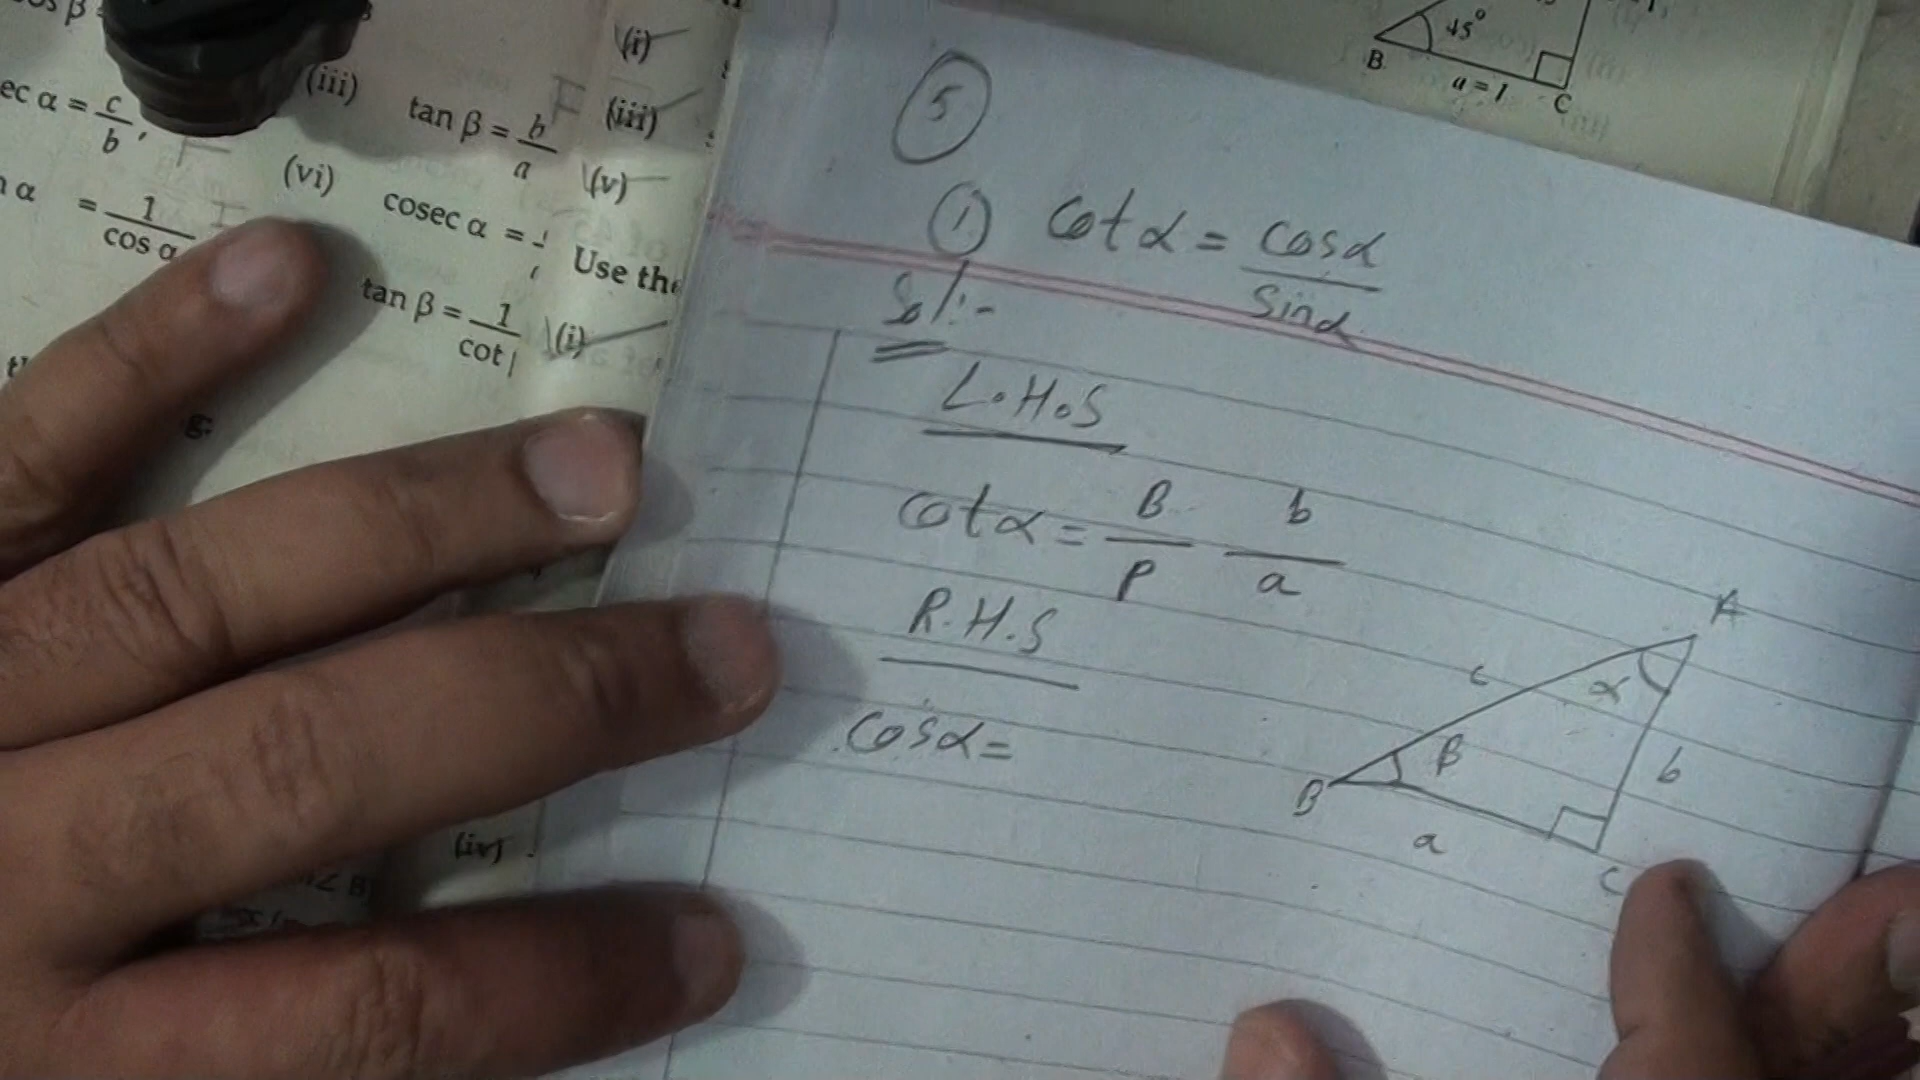 ec α = c/b,
(iii) tan β = b/a
α = 1/cos α
(vi) cosec α =
tan β = 1/cot
(i)
(iii)
(v)
Use the
(i)
g.
(iv)
B 45° a = 1 C
5
① cot α = cos α / Sin α
Sol:-
L.H.S
cot α = B/P b/a
R.H.S
cos α =
A
c α
β b
B
a
C